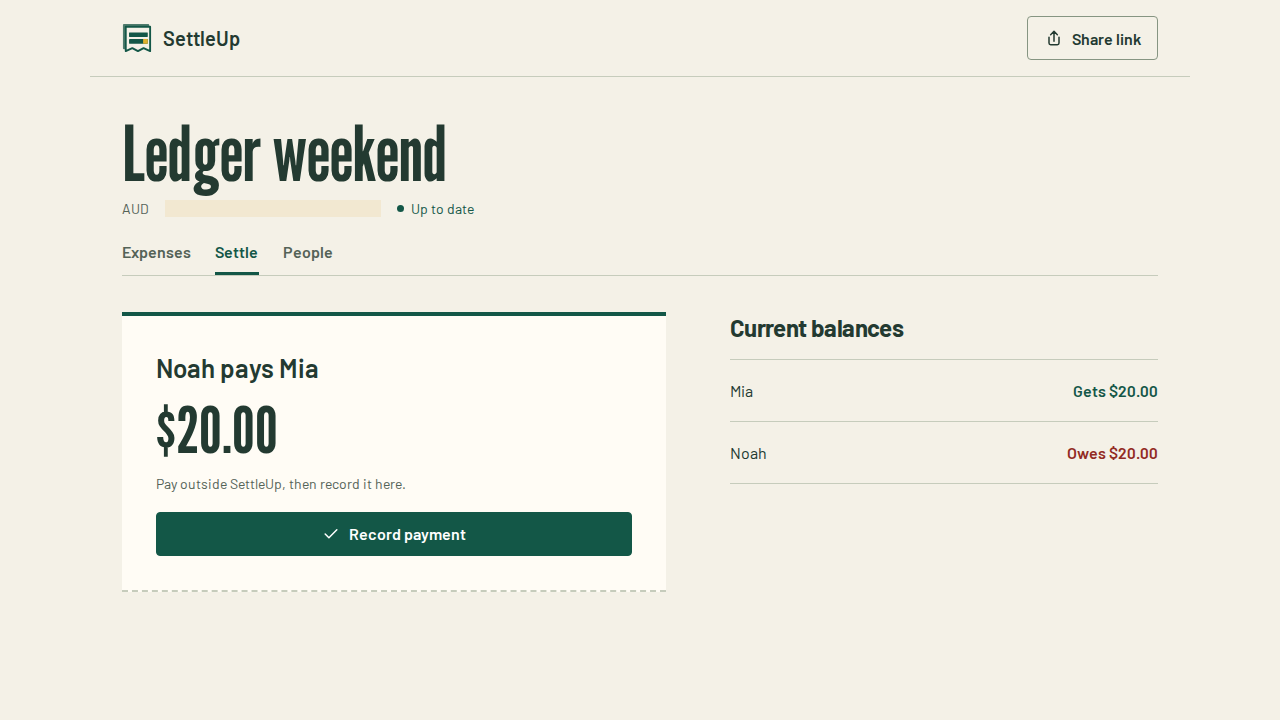 SettleUp
Share link
Ledger weekend
AUD
Up to date
Expenses Settle People
Noah pays Mia
$20.00
Pay outside SettleUp, then record it here.
Record payment
Current balances
Mia Gets $20.00
Noah Owes $20.00